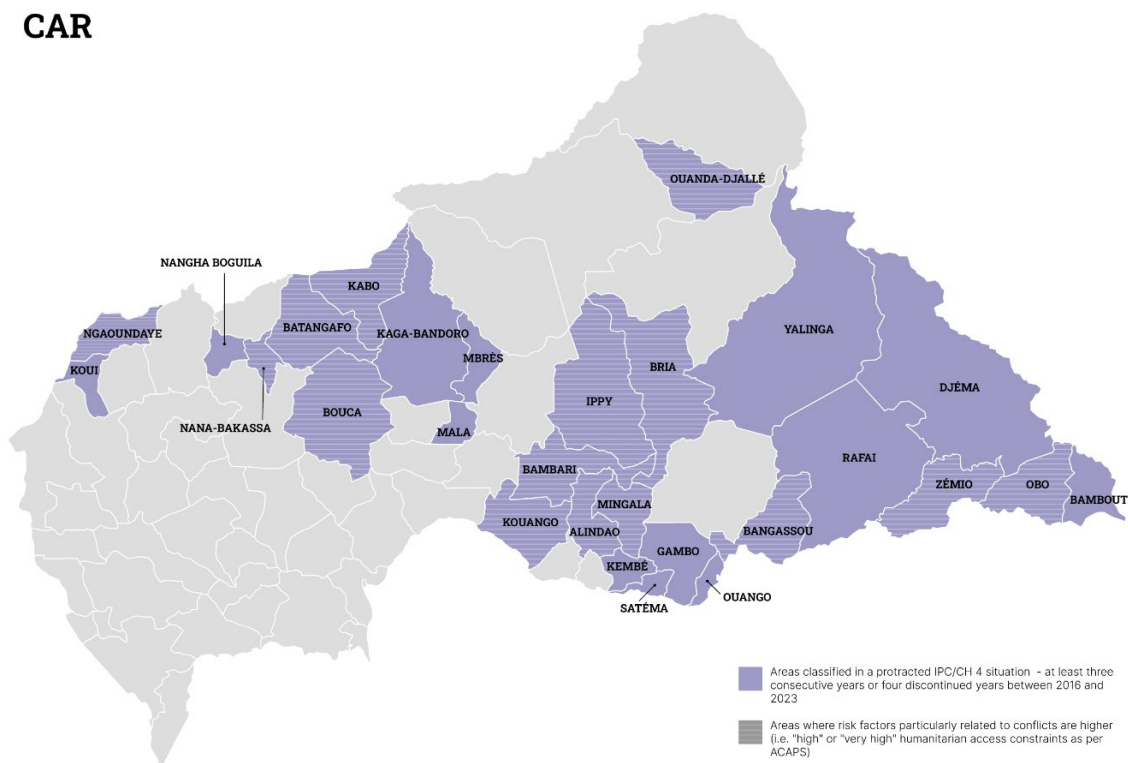 CAR
OUANDA-DJALLÉ
NANGHA BOGUILA
KABO
NGAOUNDAYE
BATANGAFO
KAGA-BANDORO
YALINGA
MBRÈS
BRIA
KOUI
DJÉMA
IPPY
BOUCA
NANA-BAKASSA
MALA
RAFAI
BAMBARI
ZÉMIO
OBO
BAMBOUT
MINGALA
KOUANGO
ALINDAO
BANGASSOU
GAMBO
KEMBÉ
OUANGO
SATÉMA
Areas classified in a protracted IPC/CH 4 situation - at least three
consecutive years or four discontinued years between 2016 and
2023
Areas where risk factors particularly related to conflicts are higher
(i.e. "high" or "very high" humanitarian access constraints as per
ACAPS)